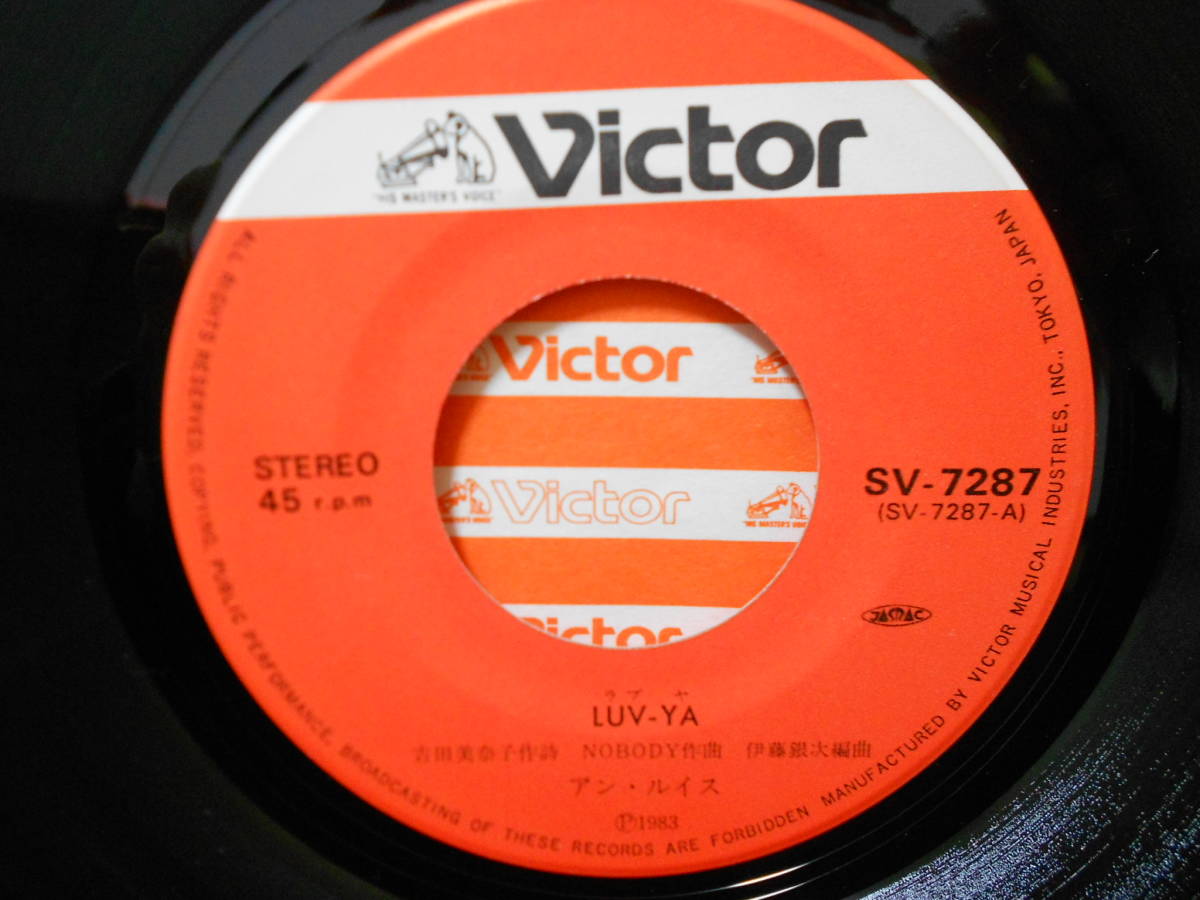 Victor
"HIS MASTER'S VOICE"
Victor
"HIS MASTER'S VOICE"
Victor
"HIS MASTER'S VOICE"
Victor
STEREO
45 r.p.m
SV-7287
(SV-7287-A)
JASRAC
ラブ ヤ
LUV-YA
吉田美奈子作詩 NOBODY作曲 伊藤銀次編曲
アン・ルイス
Ⓟ1983
ALL RIGHTS RESERVED, COPYING, PUBLIC PERFORMANCE, BROADCASTING OF THESE RECORDS ARE FORBIDDEN MANUFACTURED BY VICTOR MUSICAL INDUSTRIES, INC., TOKYO, JAPAN